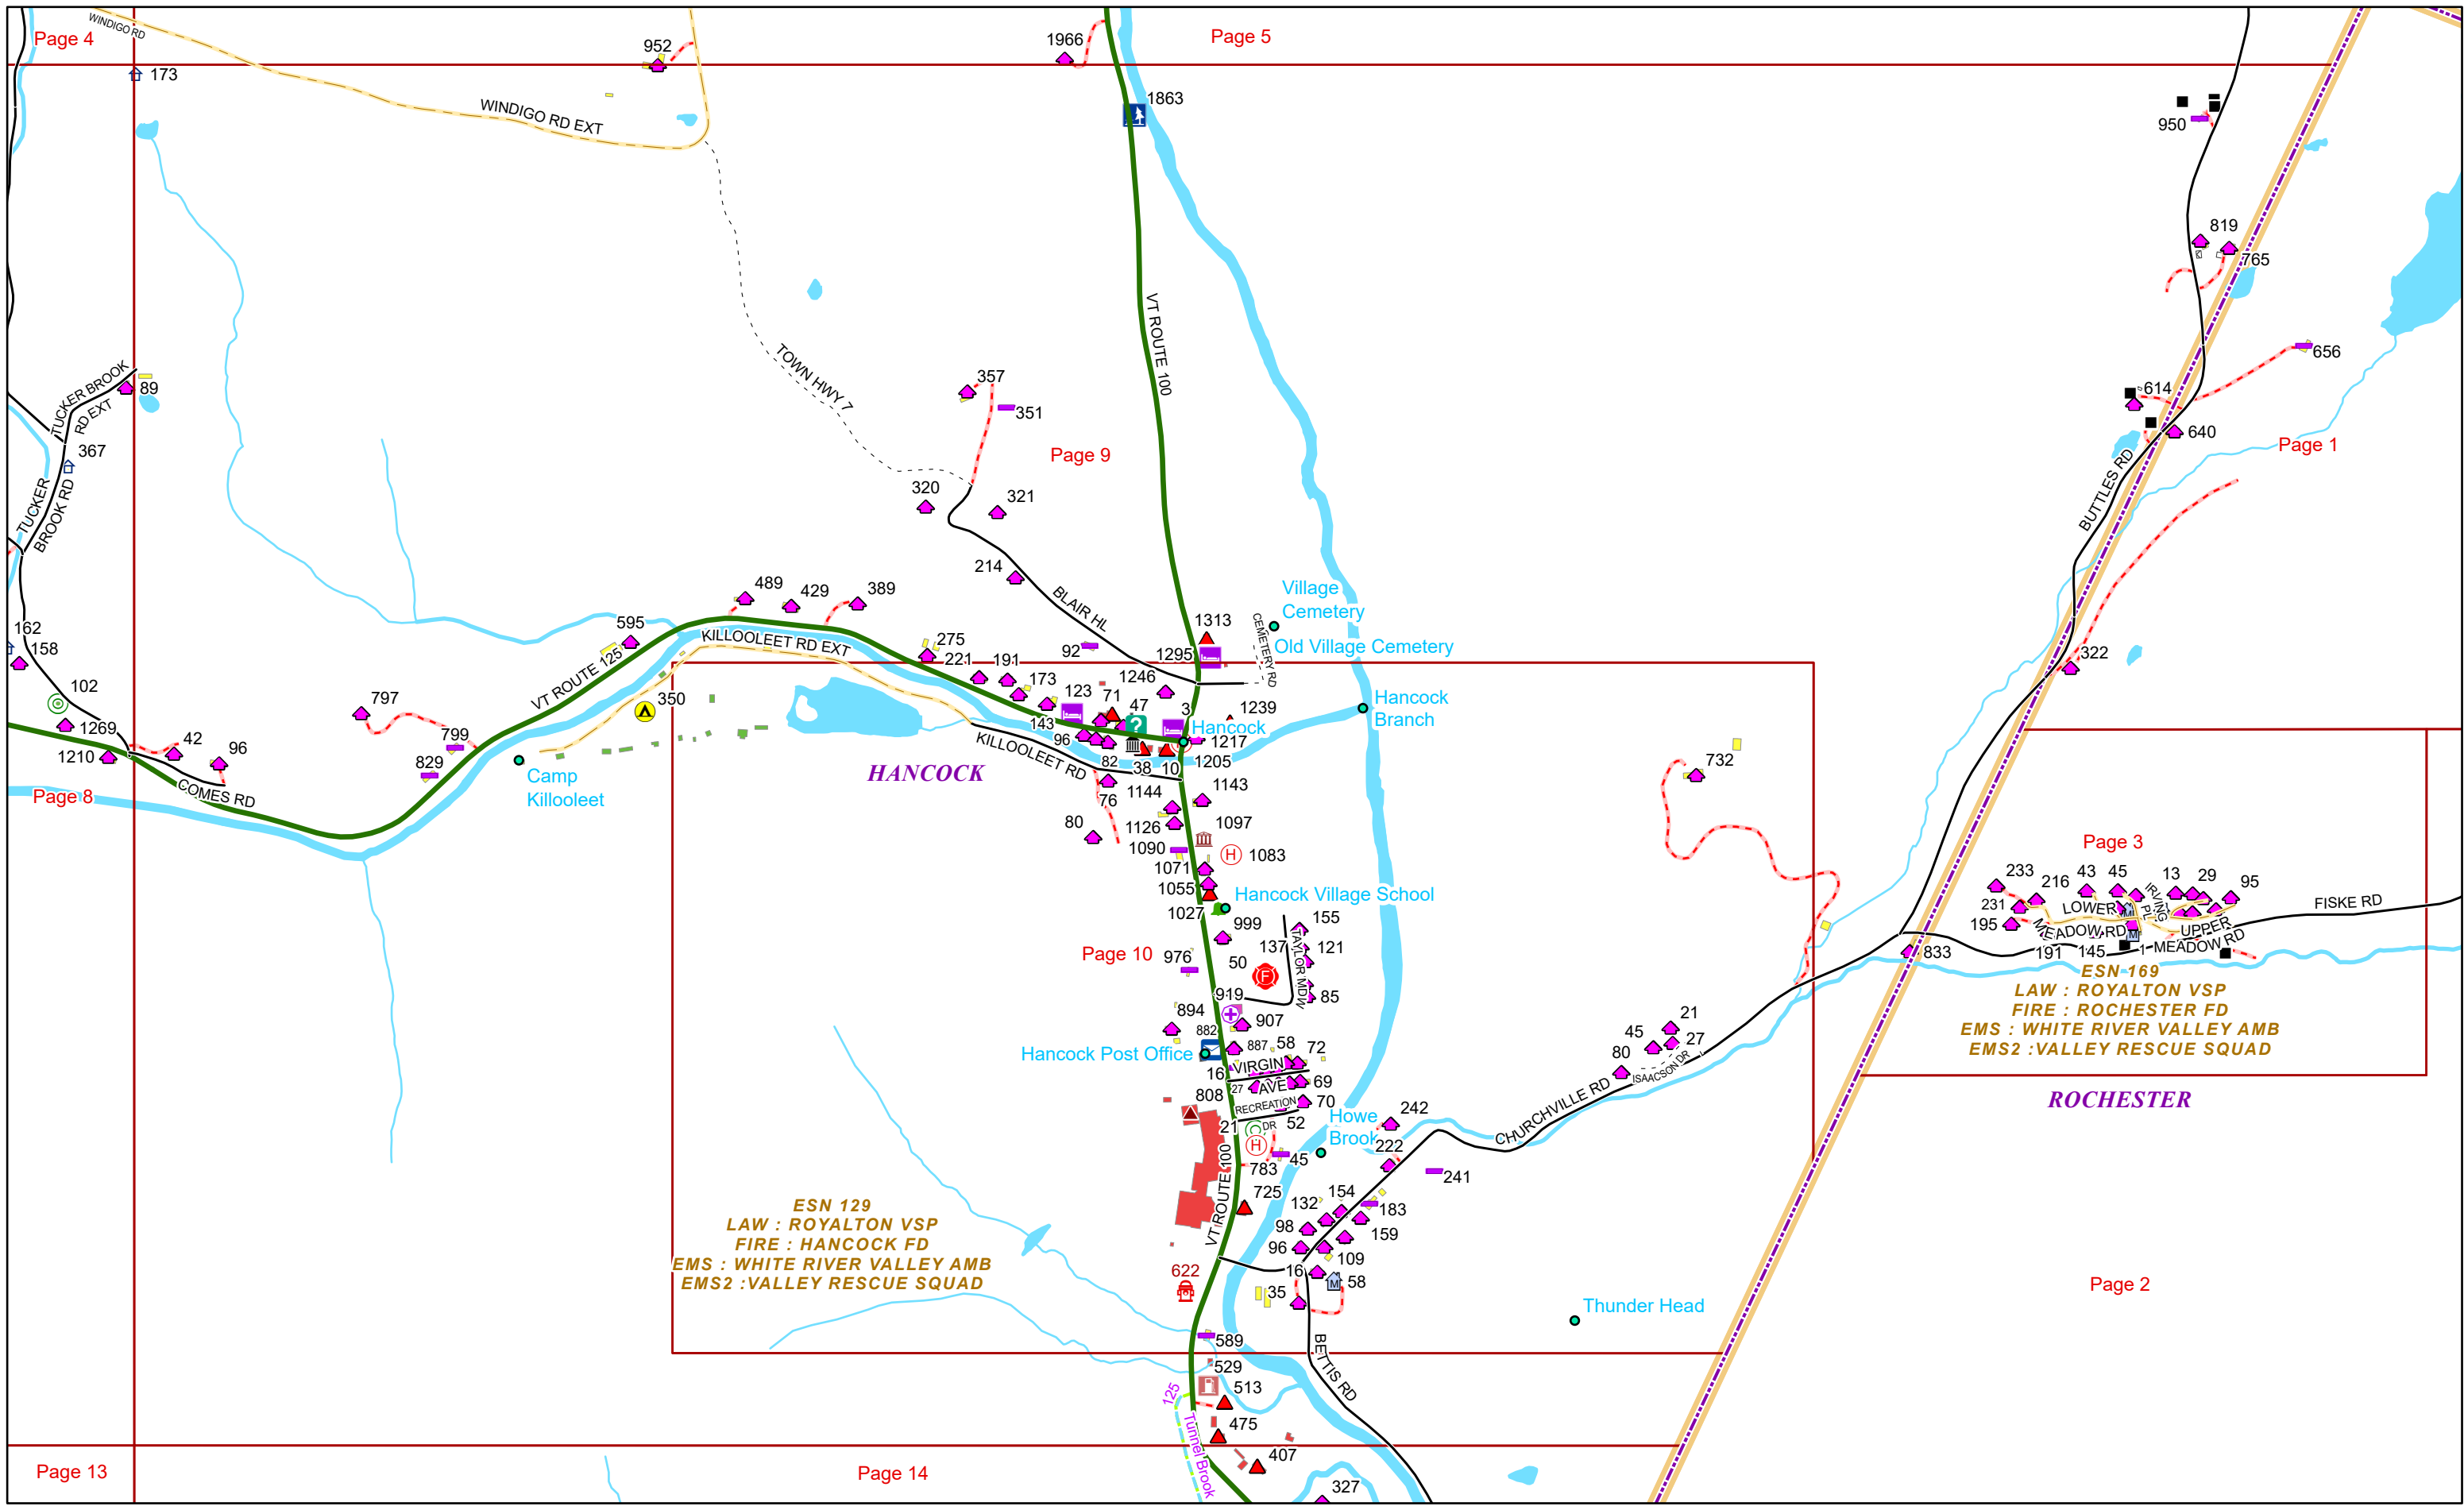 WINDIGO RD
Page 4
952
1966
Page 5
173
1863
WINDIGO RD EXT
950
819
765
VT ROUTE 100
TOWN HWY 7
656
TUCKER BROOK
RD EXT
89
357
351
614
640
Page 1
367
Page 9
TUCKER
BROOK RD
BUTTLES RD
320
321
214
489
429
389
Village
Cemetery
BLAIR HL
162
158
595
KILLOOLEET RD EXT
275
92
1313
CEMETERY RD
Old Village Cemetery
1295
322
221
191
173
123
71
1246
VT ROUTE 125
102
797
350
47
3
1239
Hancock
Branch
143
Hancock
1269
42
799
96
1217
1210
96
829
KILLOOLEET RD
82
38
10
1205
732
HANCOCK
Camp
Killooleet
COMES RD
Page 8
76
1144
1143
80
1126
1097
1090
1083
Page 3
1071
1055
Hancock Village School
233
216
43
45
13
29
95
1027
231
LOWER
IRVING
PL
FISKE RD
999
155
195
MEADOW RD
UPPER
MEADOW RD
137
121
TAYLOR MDW
Page 10
976
50
833
191
145
1
85
919
ESN 169
LAW : ROYALTON VSP
FIRE : ROCHESTER FD
EMS : WHITE RIVER VALLEY AMB
EMS2 :VALLEY RESCUE SQUAD
894
907
882
21
45
27
Hancock Post Office
887
58
72
80
ISAACSON DR
16
VIRGIN
AVE
27
69
808
RECREATION
DR
70
ROCHESTER
242
CHURCHVILLE RD
21
52
Howe
Brook
222
783
45
241
VT ROUTE 100
725
132
154
183
98
159
ESN 129
LAW : ROYALTON VSP
FIRE : HANCOCK FD
EMS : WHITE RIVER VALLEY AMB
EMS2 :VALLEY RESCUE SQUAD
96
109
622
16
58
35
Page 2
Thunder Head
589
529
BETTIS RD
125
513
475
Tunnel Brook
407
Page 13
Page 14
327
H
H
F
M
M
M
C
?